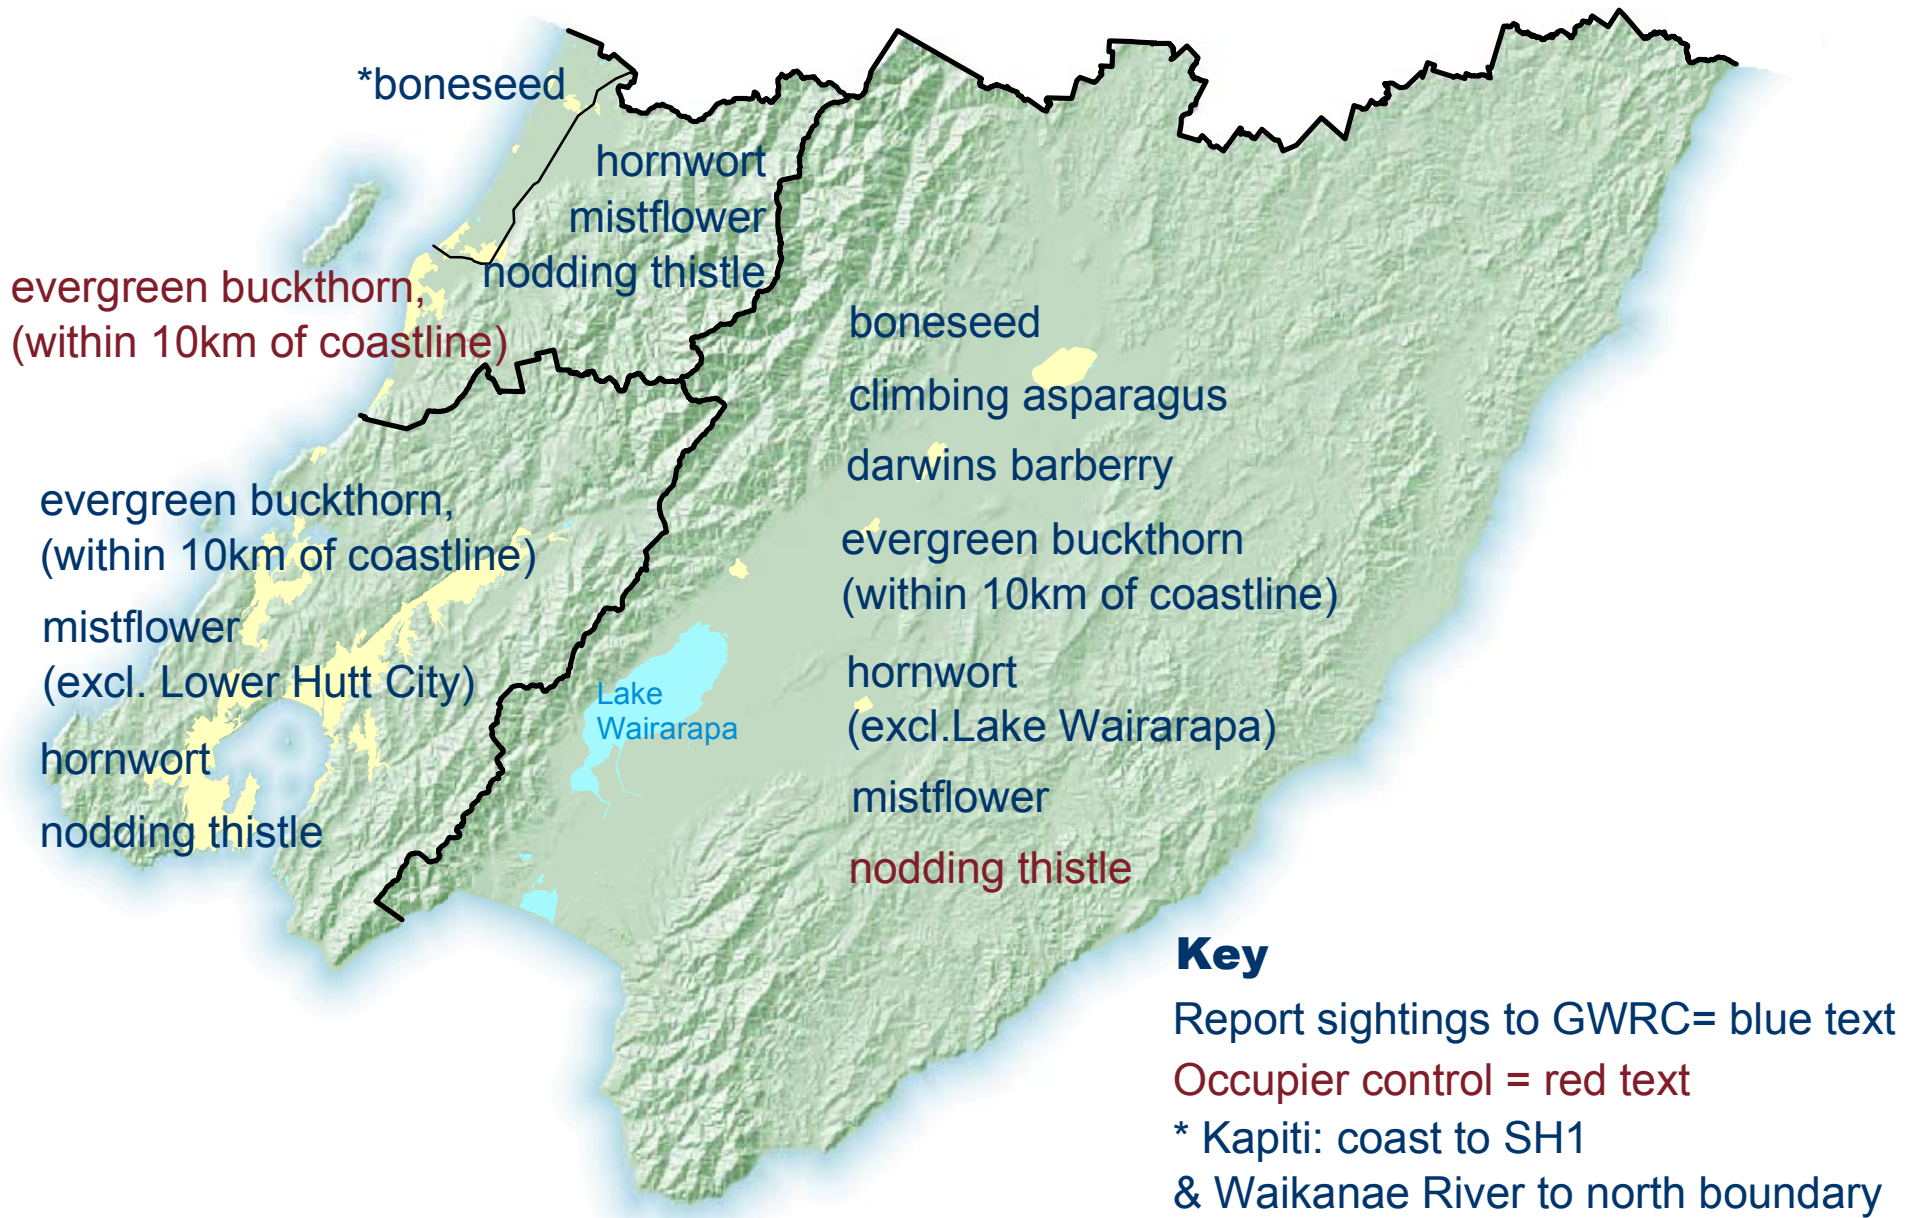 *boneseed
hornwort
mistflower
nodding thistle
evergreen buckthorn,
(within 10km of coastline)
evergreen buckthorn,
(within 10km of coastline)
mistflower
(excl. Lower Hutt City)
hornwort
nodding thistle
Lake
Wairarapa
boneseed
climbing asparagus
darwins barberry
evergreen buckthorn
(within 10km of coastline)
hornwort
(excl.Lake Wairarapa)
mistflower
nodding thistle
Key
Report sightings to GWRC= blue text
Occupier control = red text
* Kapiti: coast to SH1
& Waikanae River to north boundary